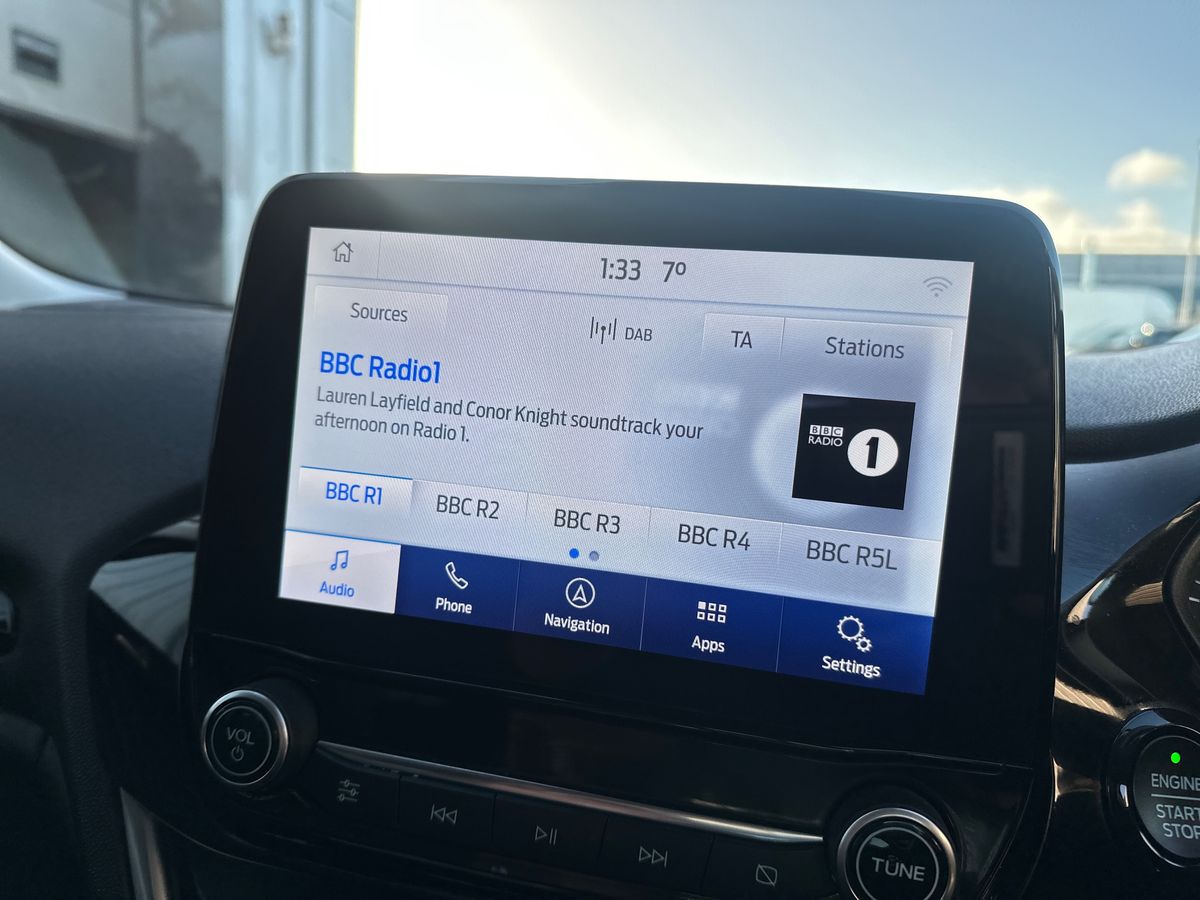 1:33 7º
Sources
DAB
TA
Stations
BBC Radio1
Lauren Layfield and Conor Knight soundtrack your
afternoon on Radio 1.
BBC
RADIO
1
BBC R1
BBC R2
BBC R3
BBC R4
BBC R5L
Audio
Phone
Navigation
Apps
Settings
VOL
TUNE
ENGINE
START
STOP